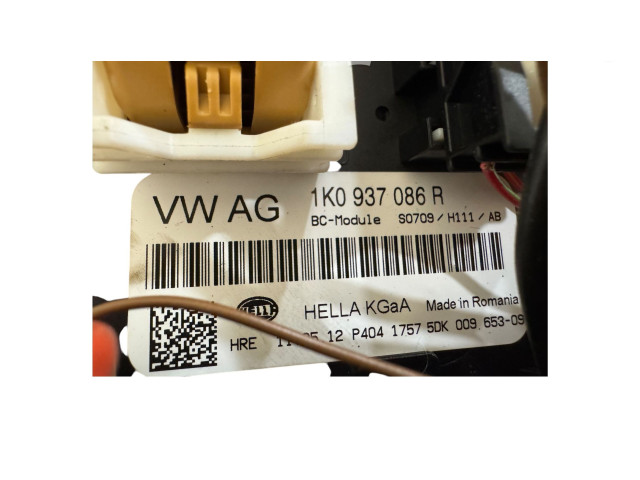 VW AG
1K0 937 086 R
BC-Module S0709/H111/AB
HELLA
HELLA KGaA Made in Romania
HRE 12 P404 1757 5DK 009 653-09